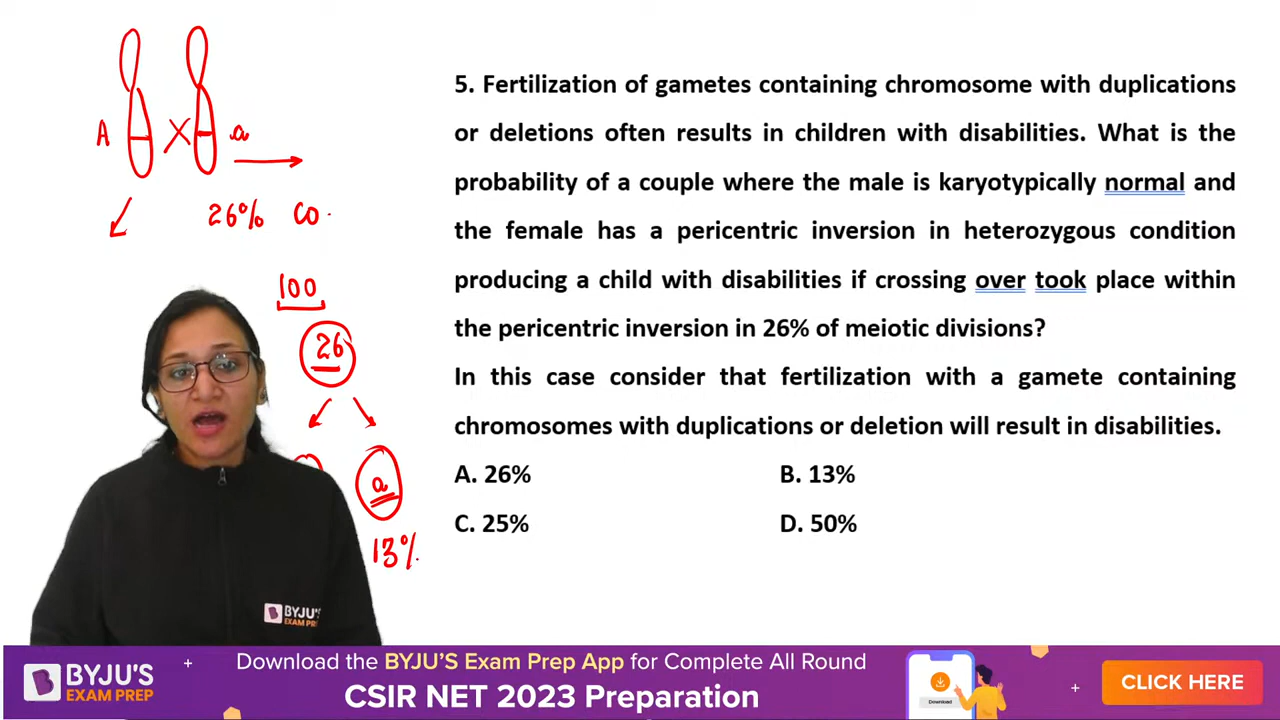 A
a
26% CO.
100
26
a
13%
5. Fertilization of gametes containing chromosome with duplications
or deletions often results in children with disabilities. What is the
probability of a couple where the male is karyotypically normal and
the female has a pericentric inversion in heterozygous condition
producing a child with disabilities if crossing over took place within
the pericentric inversion in 26% of meiotic divisions?
In this case consider that fertilization with a gamete containing
chromosomes with duplications or deletion will result in disabilities.
A. 26% B. 13%
C. 25% D. 50%
BYJU'S
EXAM PREP
BYJU'S
EXAM PREP
Download the BYJU'S Exam Prep App for Complete All Round
CSIR NET 2023 Preparation
Download
CLICK HERE